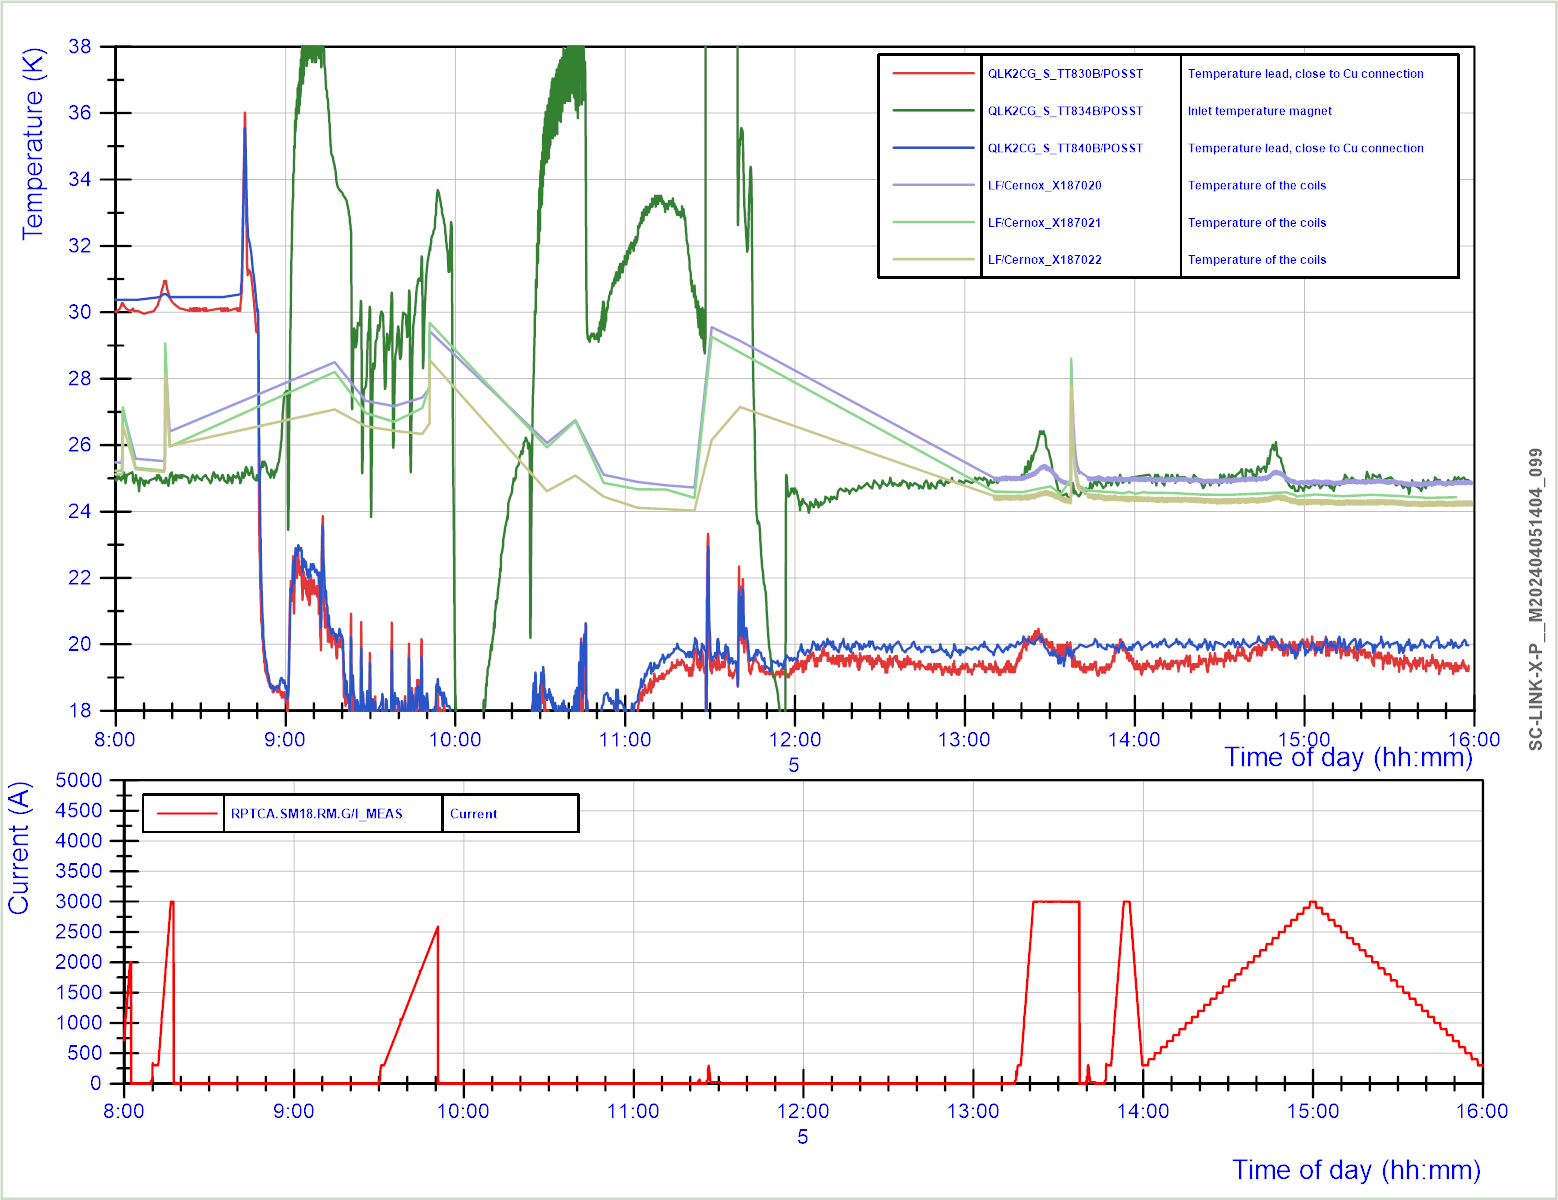 Temperature (K)
38
36
34
32
30
28
26
24
22
20
18
QLK2CG_S_TT830B/POSST Temperature lead, close to Cu connection
QLK2CG_S_TT834B/POSST Inlet temperature magnet
QLK2CG_S_TT840B/POSST Temperature lead, close to Cu connection
LF/Cernox_X187020 Temperature of the coils
LF/Cernox_X187021 Temperature of the coils
LF/Cernox_X187022 Temperature of the coils
8:00 9:00 10:00 11:00 12:00 13:00 14:00 15:00 16:00
5
Time of day (hh:mm)
SC-LINK-X-P__M202404051404_099
Current (A)
5000
4500
4000
3500
3000
2500
2000
1500
1000
500
0
RPTCA.SM18.RM.G/I_MEAS Current
8:00 9:00 10:00 11:00 12:00 13:00 14:00 15:00 16:00
5
Time of day (hh:mm)